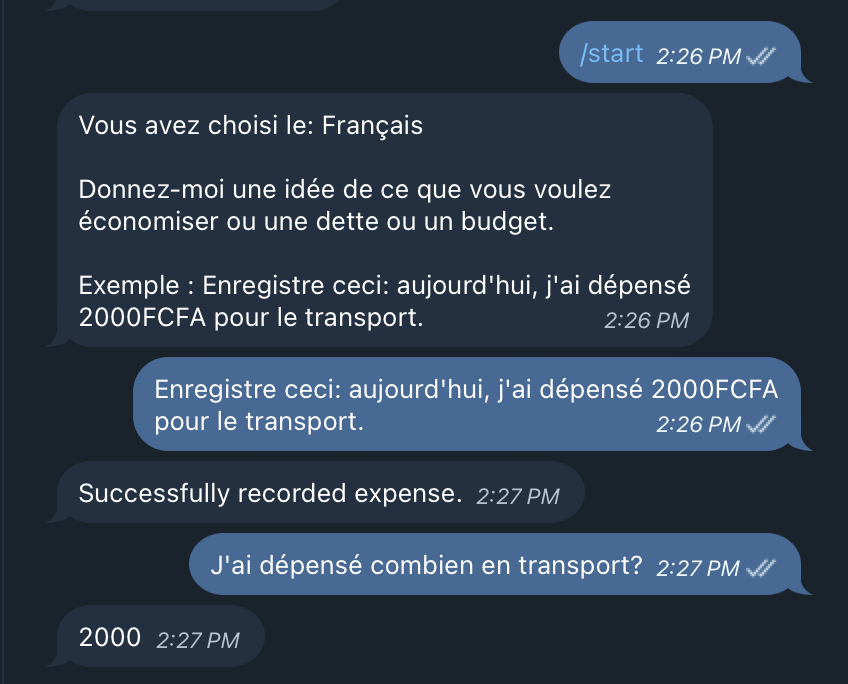 /start 2:26 PM
Vous avez choisi le: Français
Donnez-moi une idée de ce que vous voulez
économiser ou une dette ou un budget.
Exemple : Enregistre ceci: aujourd'hui, j'ai dépensé
2000FCFA pour le transport. 2:26 PM
Enregistre ceci: aujourd'hui, j'ai dépensé 2000FCFA
pour le transport. 2:26 PM
Successfully recorded expense. 2:27 PM
J'ai dépensé combien en transport? 2:27 PM
2000 2:27 PM